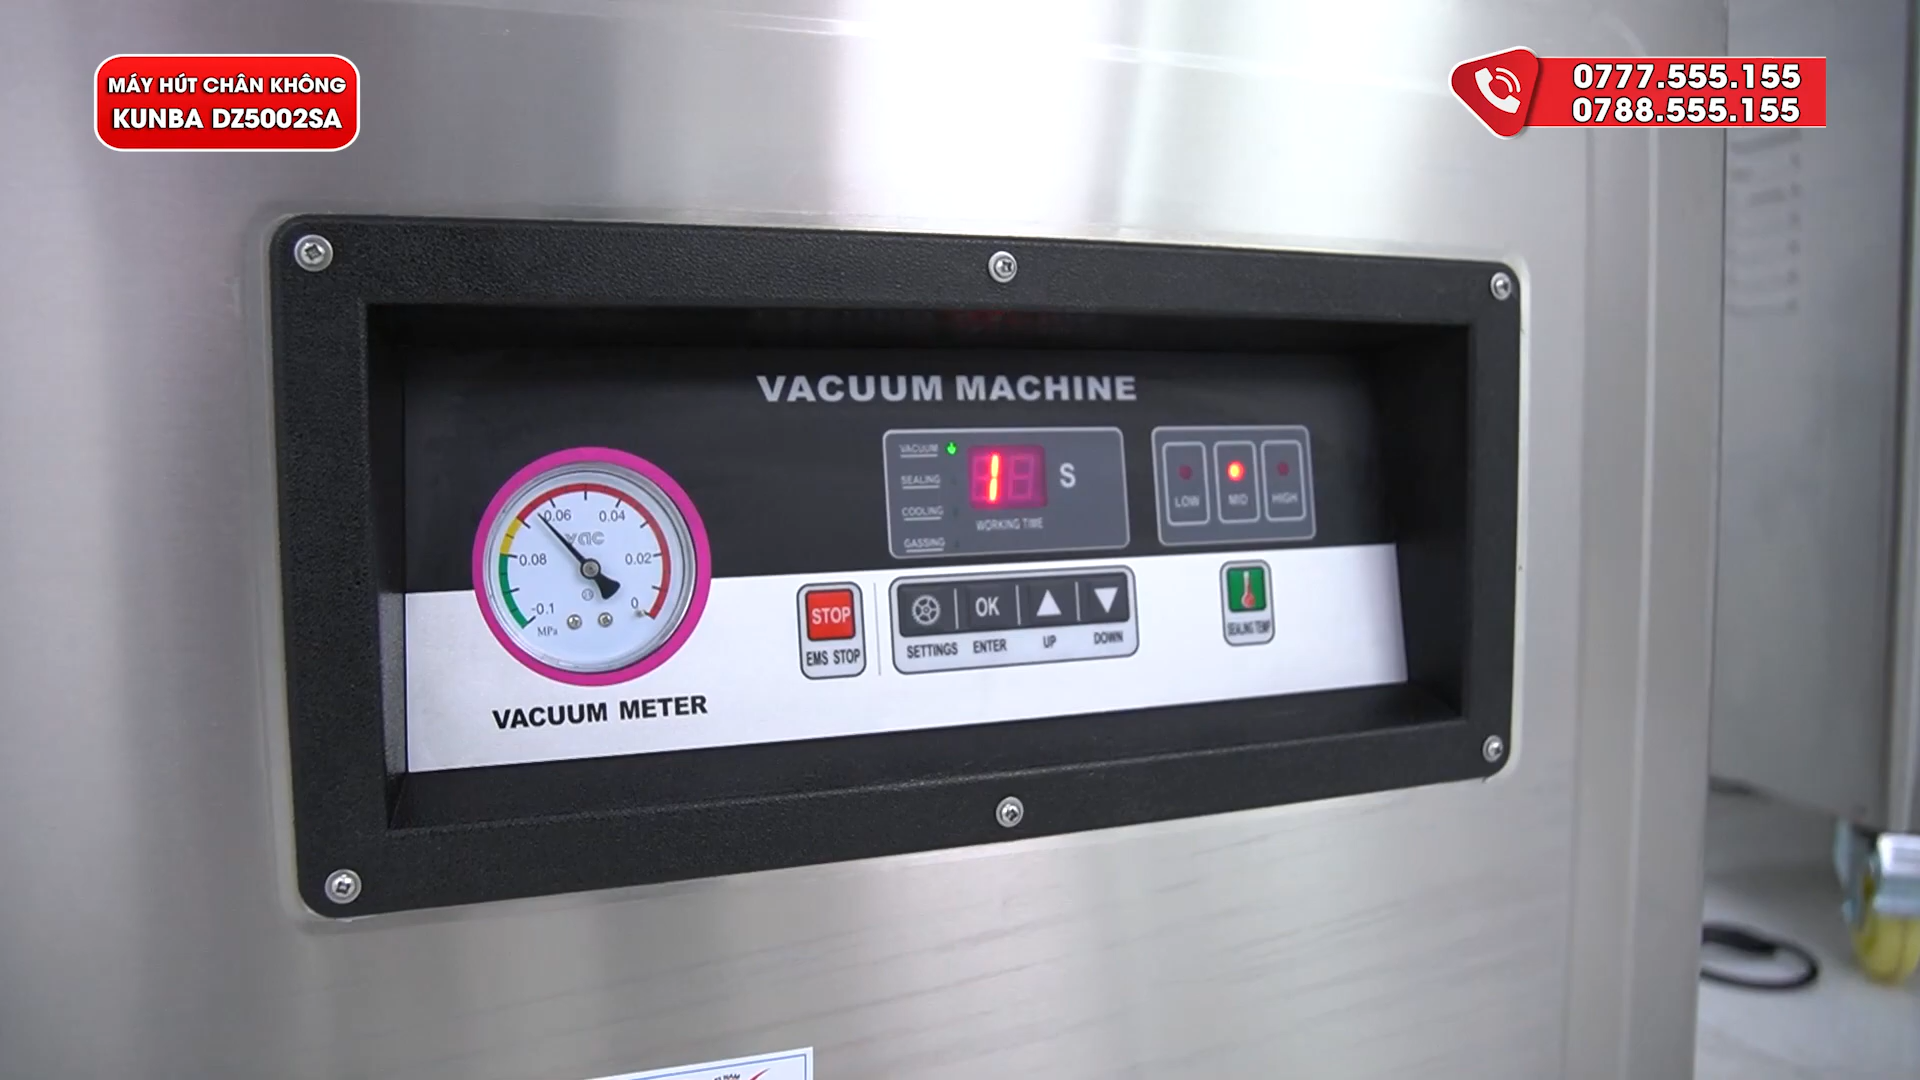 MÁY HÚT CHÂN KHÔNG
KUNBA DZ5002SA
0777.555.155
0788.555.155
VACUUM MACHINE
VACUUM
SEALING
COOLING
GASSING
1
S
WORKING TIME
LOW
MID
HIGH
0.06
0.04
vac
0.08
0.02
-0.1
0
MPa
STOP
EMS STOP
OK
SETTINGS
ENTER
UP
DOWN
SEALING TEMP
VACUUM METER